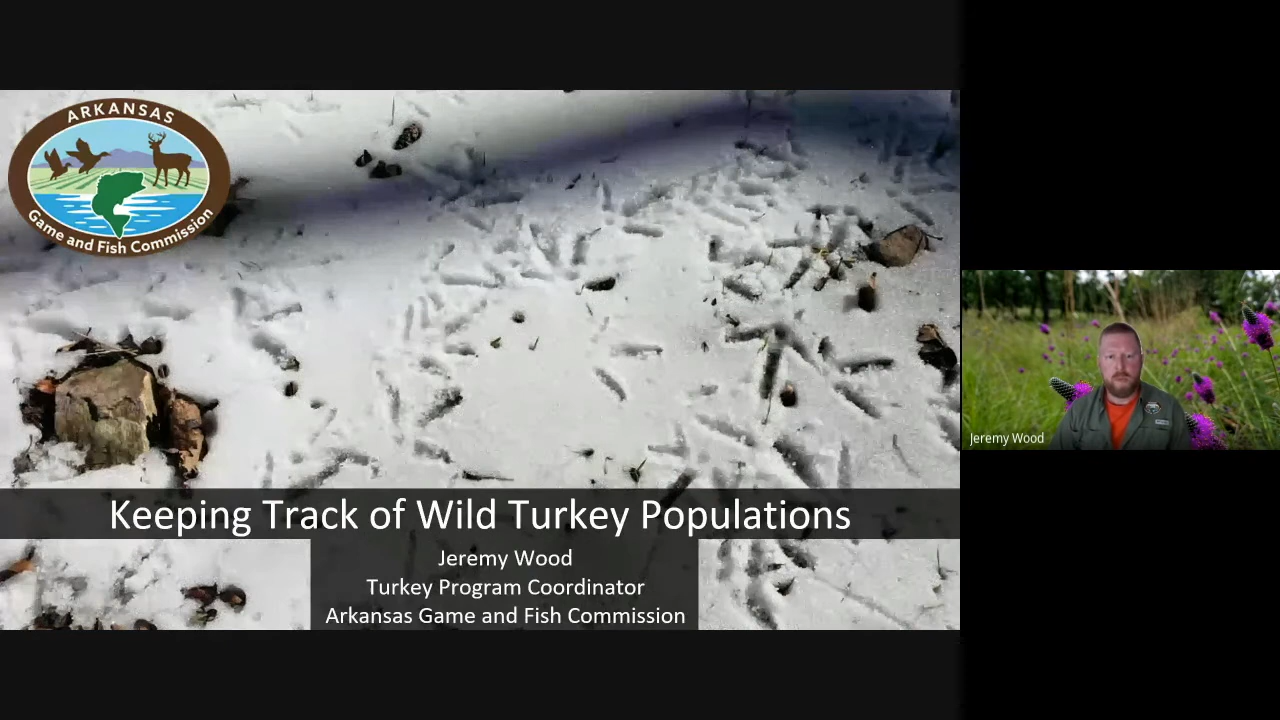 ARKANSAS
Game and Fish Commission
Keeping Track of Wild Turkey Populations
Jeremy Wood
Turkey Program Coordinator
Arkansas Game and Fish Commission
Jeremy Wood